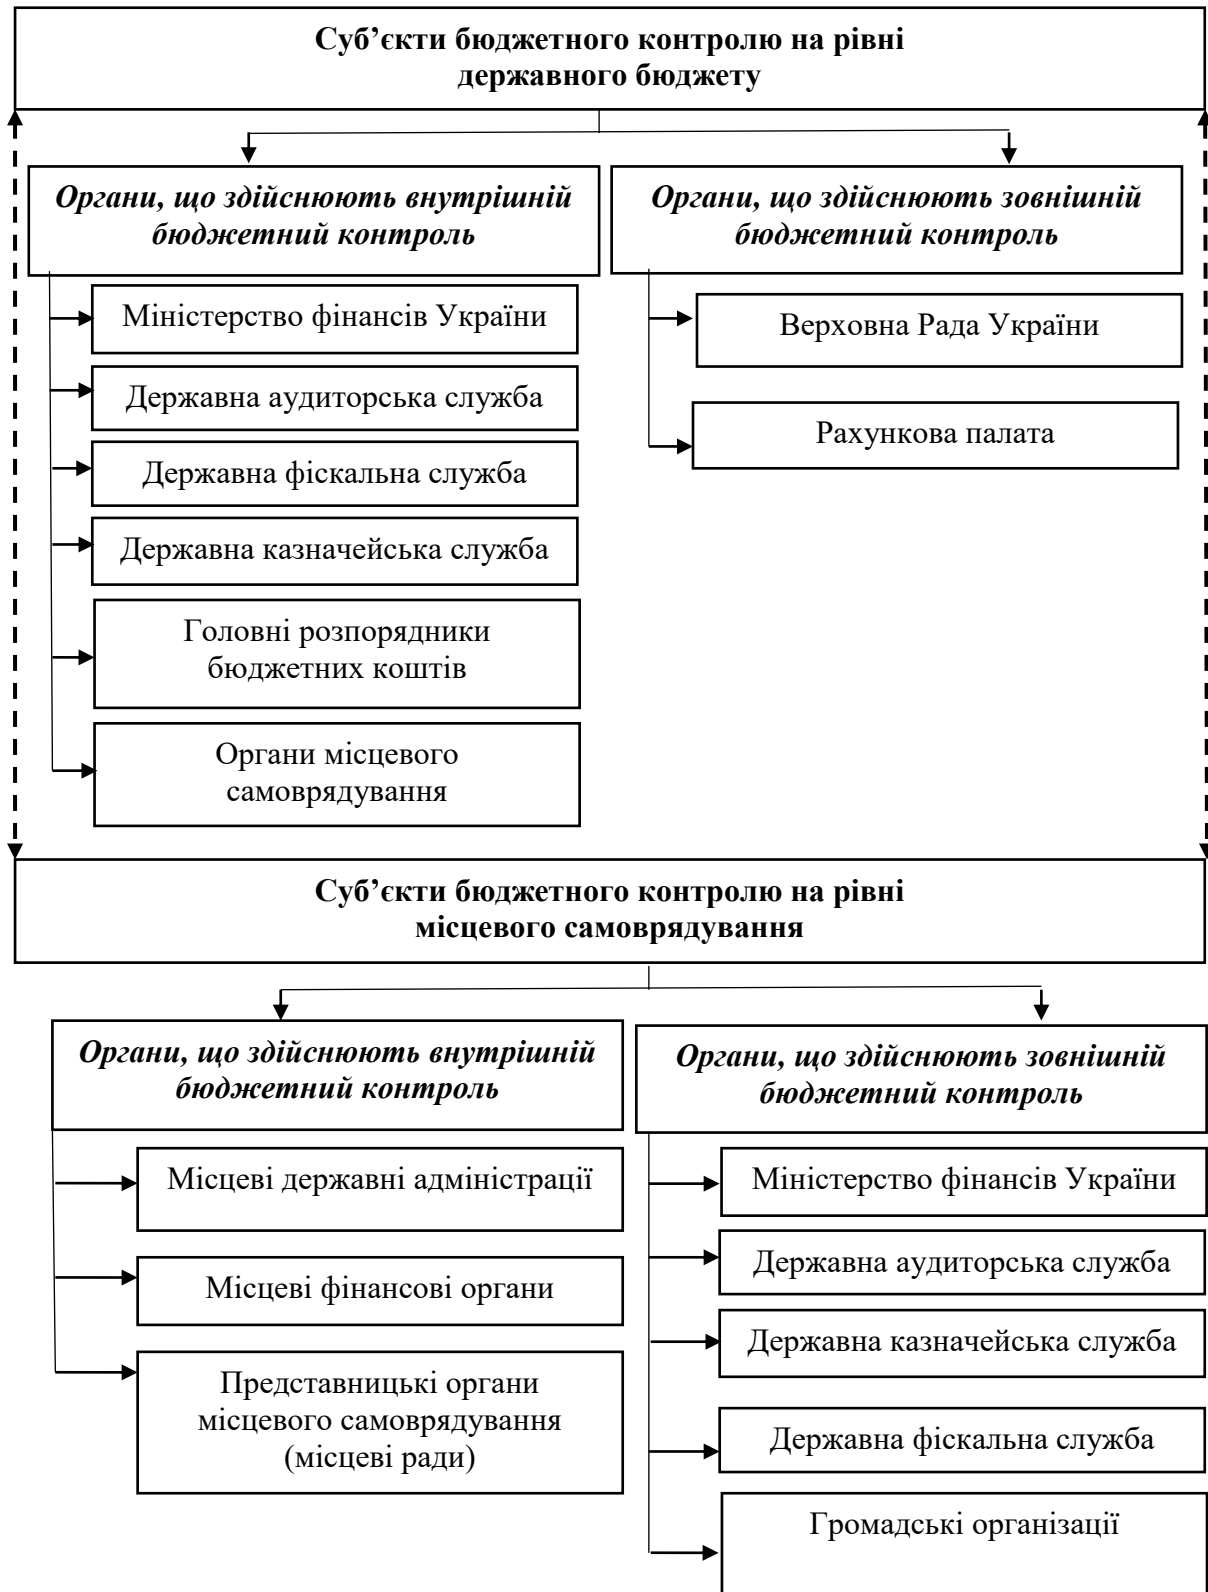 Суб’єкти бюджетного контролю на рівні
державного бюджету
Органи, що здійснюють внутрішній
бюджетний контроль
Міністерство фінансів України
Державна аудиторська служба
Державна фіскальна служба
Державна казначейська служба
Головні розпорядники
бюджетних коштів
Органи місцевого
самоврядування
Органи, що здійснюють зовнішній
бюджетний контроль
Верховна Рада України
Рахункова палата
Суб’єкти бюджетного контролю на рівні
місцевого самоврядування
Органи, що здійснюють внутрішній
бюджетний контроль
Місцеві державні адміністрації
Місцеві фінансові органи
Представницькі органи
місцевого самоврядування
(місцеві ради)
Органи, що здійснюють зовнішній
бюджетний контроль
Міністерство фінансів України
Державна аудиторська служба
Державна казначейська служба
Державна фіскальна служба
Громадські організації